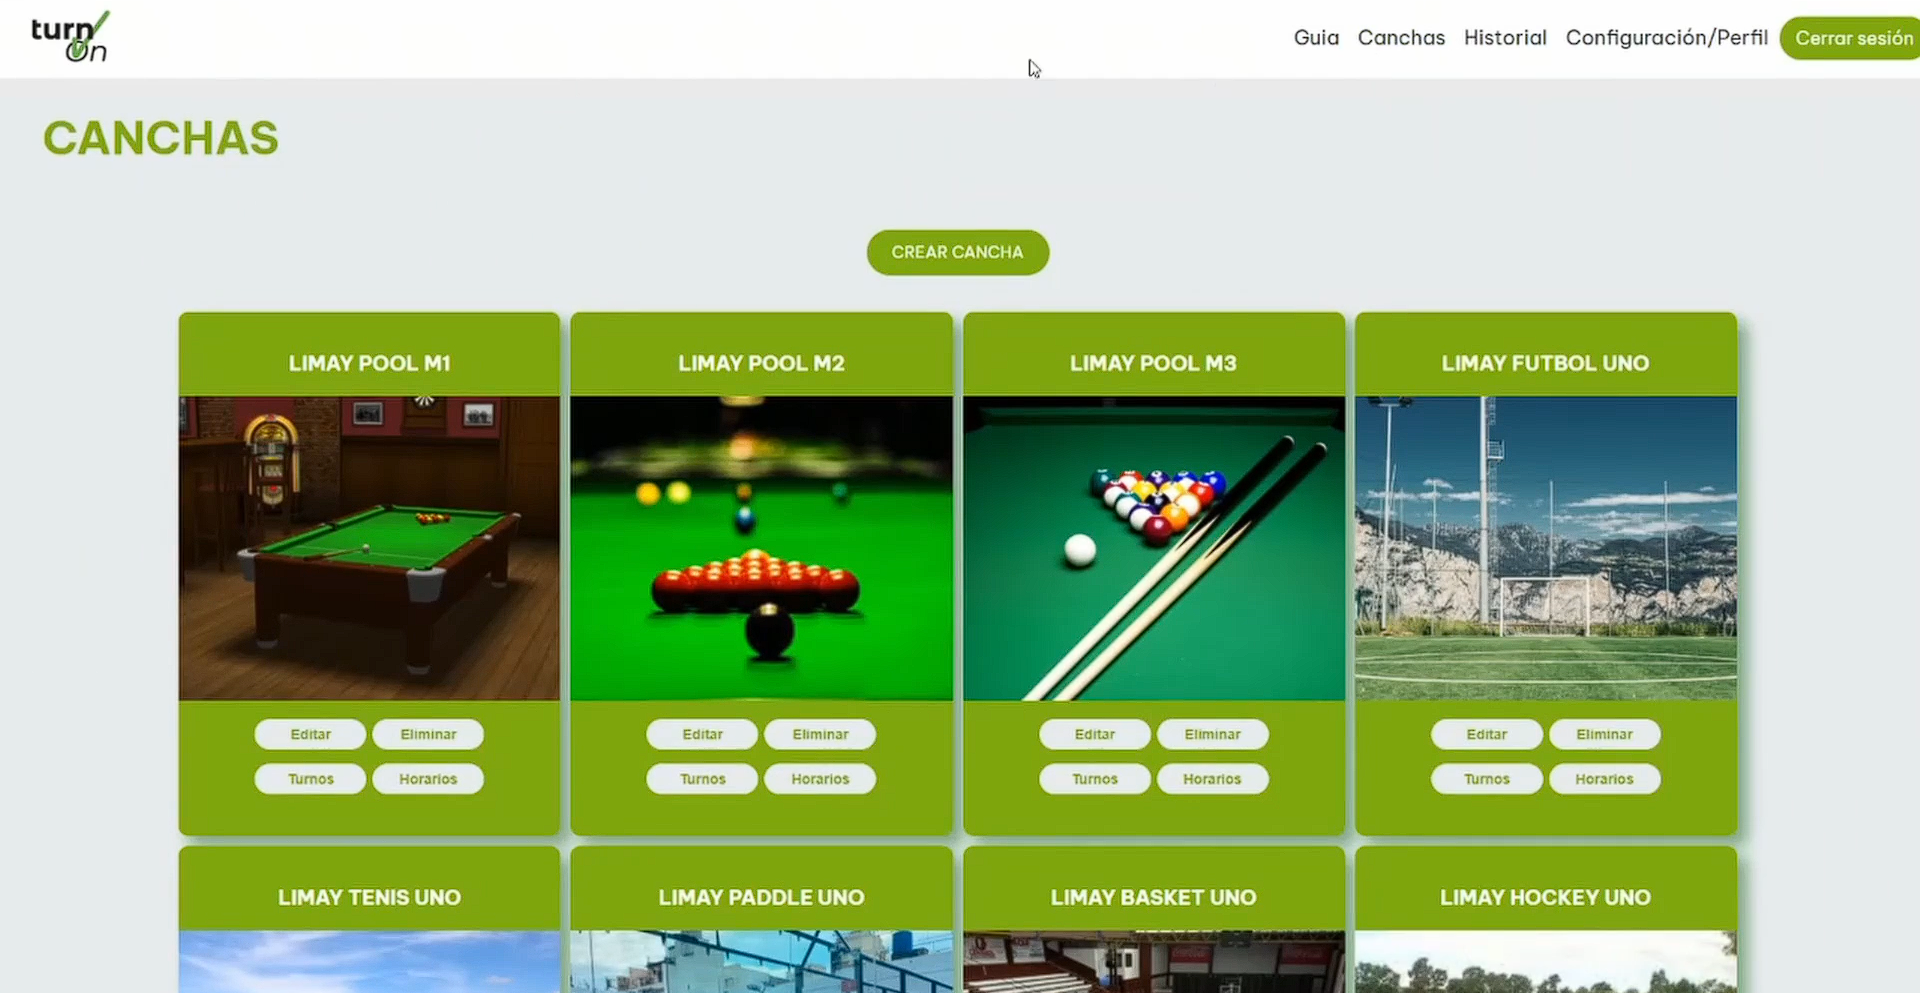 turn
On
Guia Canchas Historial Configuración/Perfil Cerrar sesión
CANCHAS
CREAR CANCHA
LIMAY POOL M1 LIMAY POOL M2 LIMAY POOL M3 LIMAY FUTBOL UNO
Editar Eliminar Editar Eliminar Editar Eliminar Editar Eliminar
Turnos Horarios Turnos Horarios Turnos Horarios Turnos Horarios
LIMAY TENIS UNO LIMAY PADDLE UNO LIMAY BASKET UNO LIMAY HOCKEY UNO